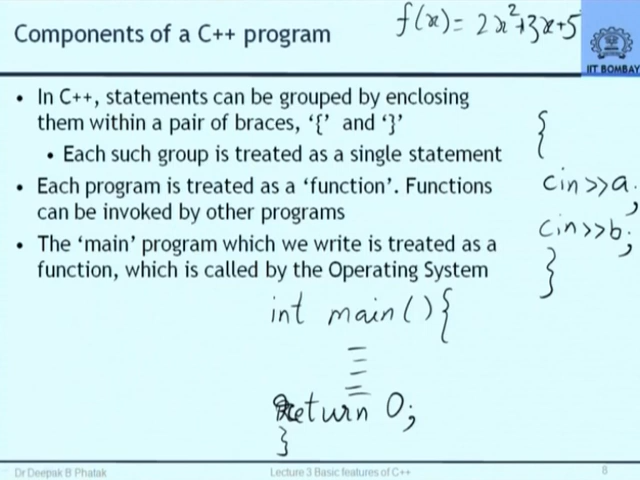 Components of a C++ program
f(x) = 2x²+3x+5
IIT BOMBAY
• In C++, statements can be grouped by enclosing
them within a pair of braces, '{' and '}'
• Each such group is treated as a single statement
• Each program is treated as a 'function'. Functions
can be invoked by other programs
• The 'main' program which we write is treated as a
function, which is called by the Operating System
{
cin>>a;
cin>>b;
}
int main(){
return 0;
}
Dr Deepak B Phatak
Lecture 3 Basic features of C++
8